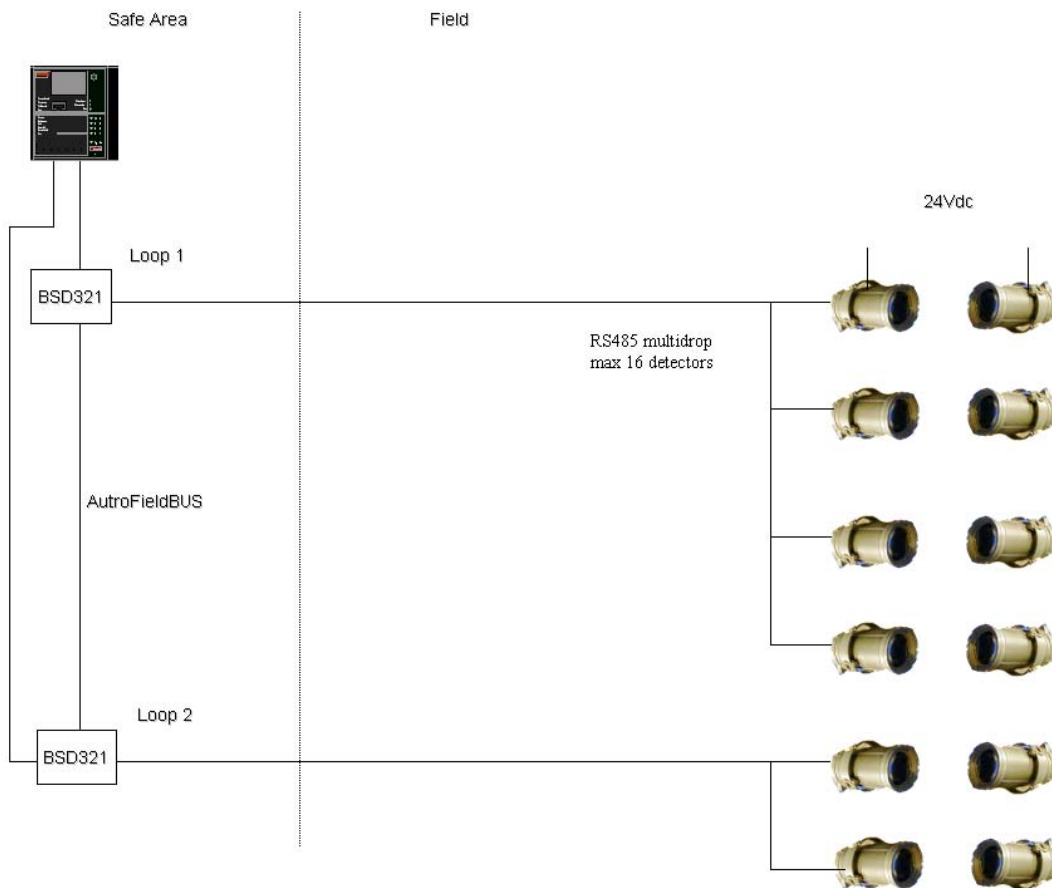 Safe Area
Field
24Vdc
Loop 1
BSD321
RS485 multidrop
max 16 detectors
AutroFieldBUS
Loop 2
BSD321